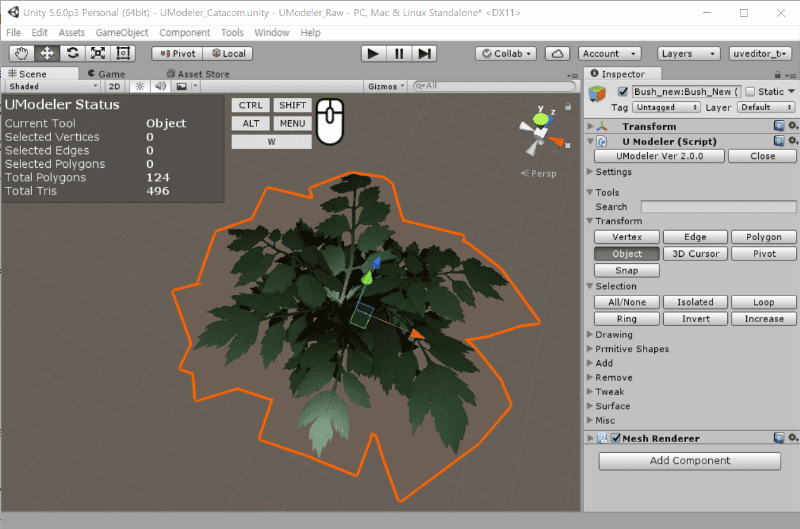 Unity 5.6.0p3 Personal (64bit) - UModeler_Catacom.unity - UModeler_Raw - PC, Mac & Linux Standalone* <DX11>
File Edit Assets GameObject Component Tools Window Help
Pivot Local Collab Account Layers uveditor_t
Scene Game Asset Store
Shaded 2D Gizmos All
UModeler Status
Current Tool Object
Selected Vertices 0
Selected Edges 0
Selected Polygons 0
Total Polygons 124
Total Tris 496
CTRL SHIFT
ALT MENU
W
y
z
x
Persp
Inspector
Bush_new:Bush_New ( Static
Tag Untagged Layer Default
Transform
U Modeler (Script)
UModeler Ver 2.0.0 Close
Settings
Tools
Search
Transform
Vertex Edge Polygon
Object 3D Cursor Pivot
Snap
Selection
All/None Isolated Loop
Ring Invert Increase
Drawing
Prmitive Shapes
Add
Remove
Tweak
Surface
Misc
Mesh Renderer
Add Component